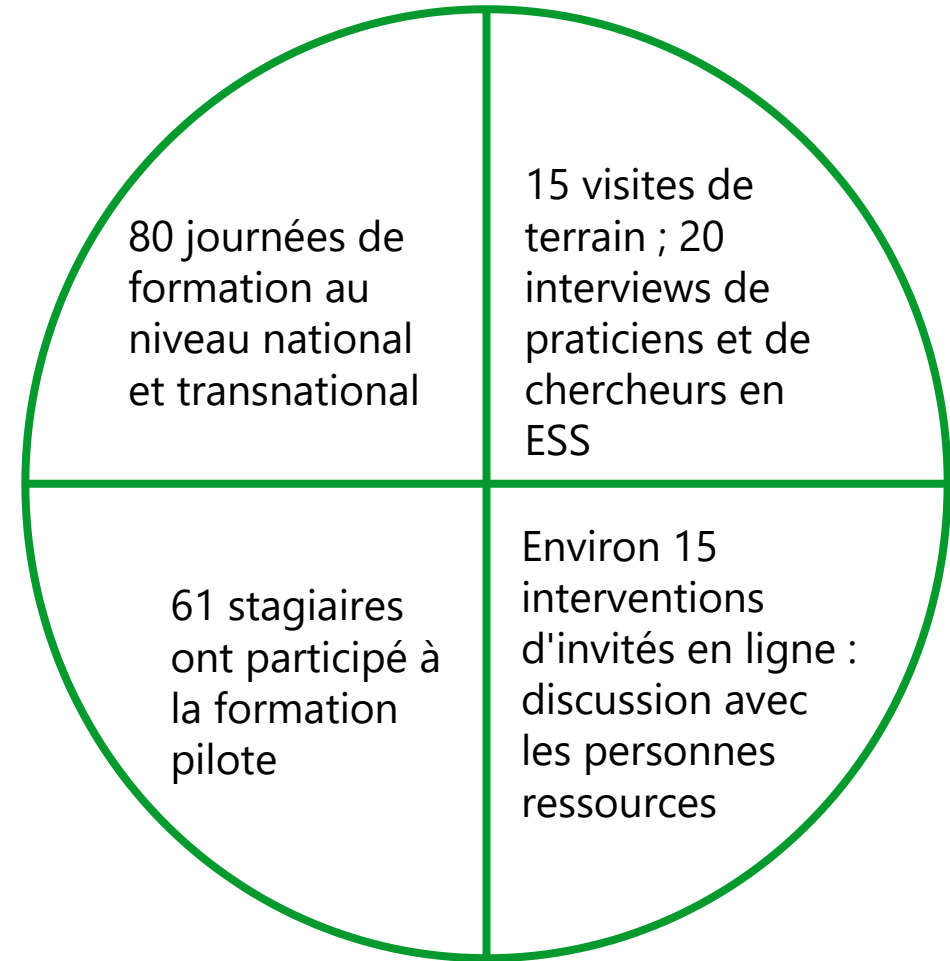 80 journées de
formation au
niveau national
et transnational
15 visites de
terrain ; 20
interviews de
praticiens et de
chercheurs en
ESS
61 stagiaires
ont participé à
la formation
pilote
Environ 15
interventions
d'invités en ligne :
discussion avec
les personnes
ressources